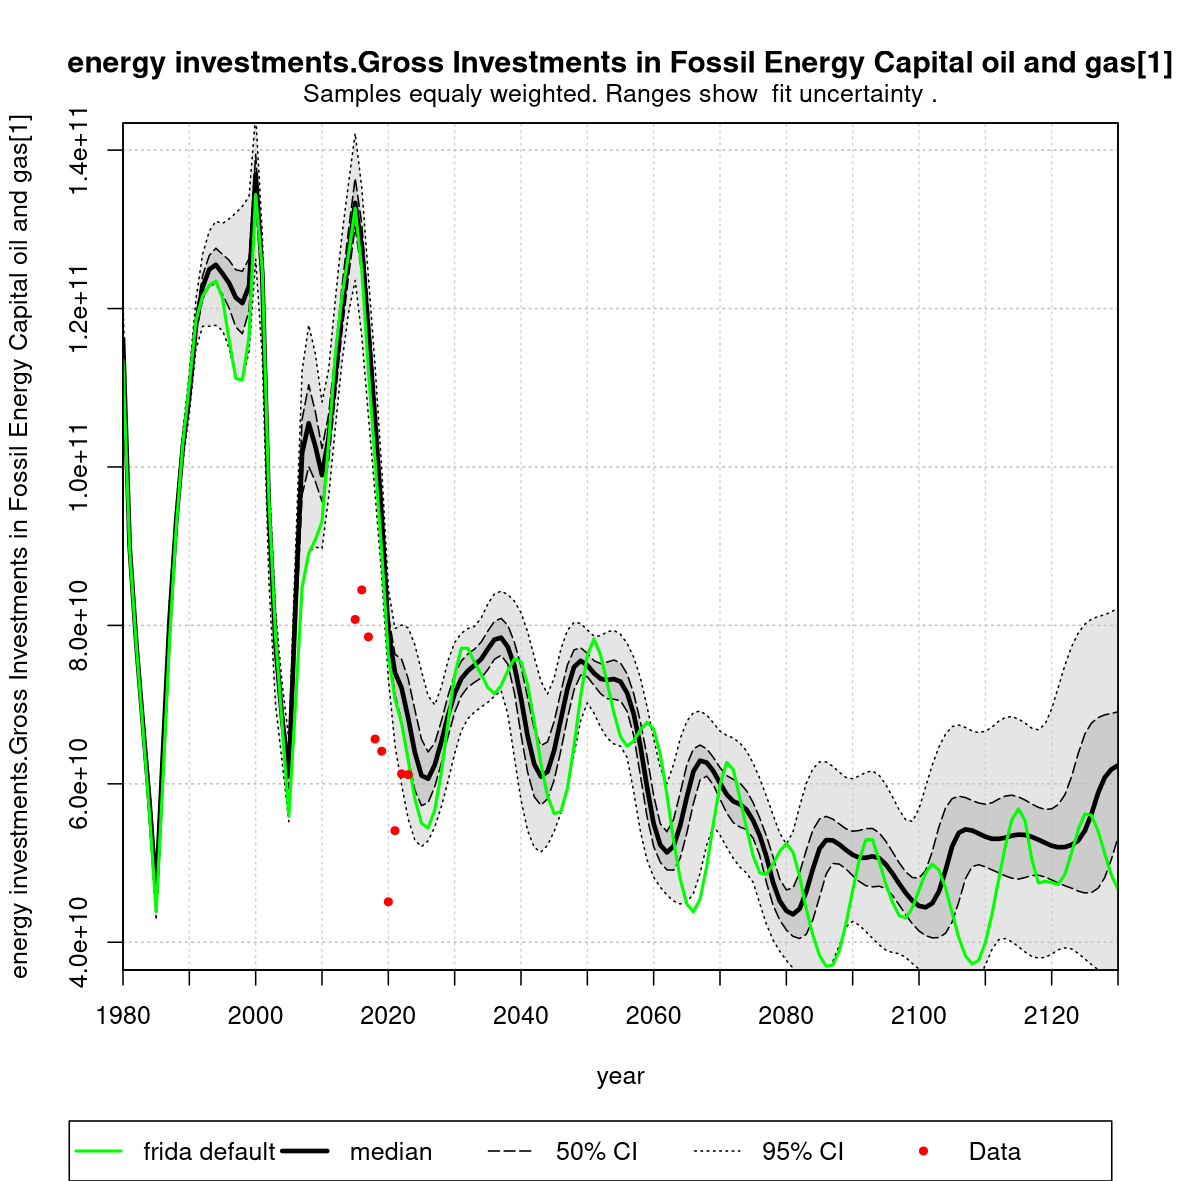 energy investments.Gross Investments in Fossil Energy Capital oil and gas[1]
Samples equaly weighted. Ranges show  fit uncertainty .
energy investments.Gross Investments in Fossil Energy Capital oil and gas[1]
1.4e+11
1.2e+11
1.0e+11
8.0e+10
6.0e+10
4.0e+10
1980 2000 2020 2040 2060 2080 2100 2120
year
frida default median 50% CI 95% CI Data